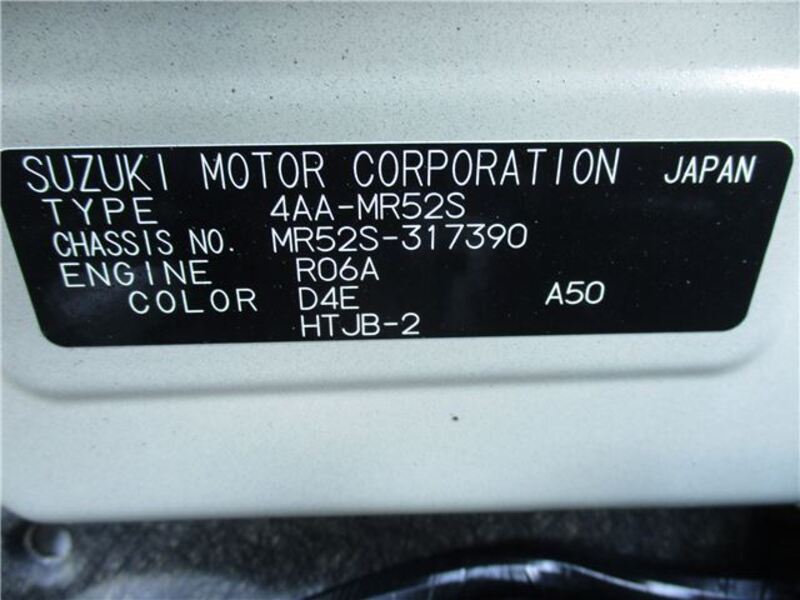 SUZUKI MOTOR CORPORATION JAPAN
TYPE 4AA-MR52S
CHASSIS NO. MR52S-317390
ENGINE R06A
COLOR D4E A50
HTJB-2